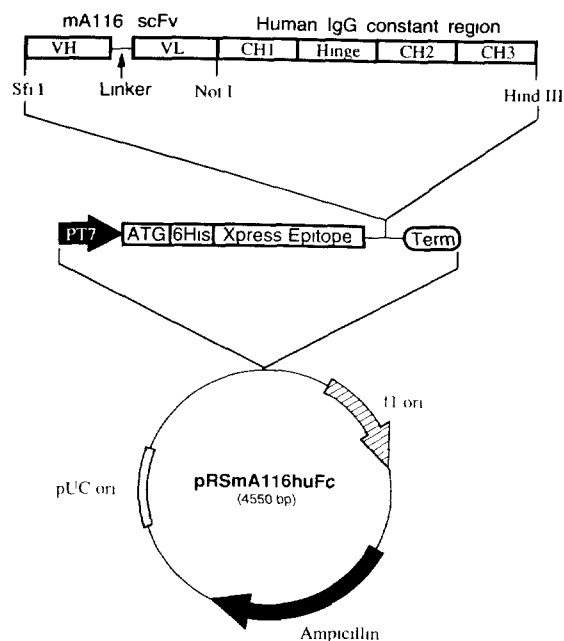 mA116 scFv Human IgG constant region
VH VL CH1 Hinge CH2 CH3
Sfi I Linker Not I Hind III
PT7 ATG 6His Xpress Epitope Term
f1 ori
pUC ori
pRSmA116huFc
(4550 bp)
Ampicillin